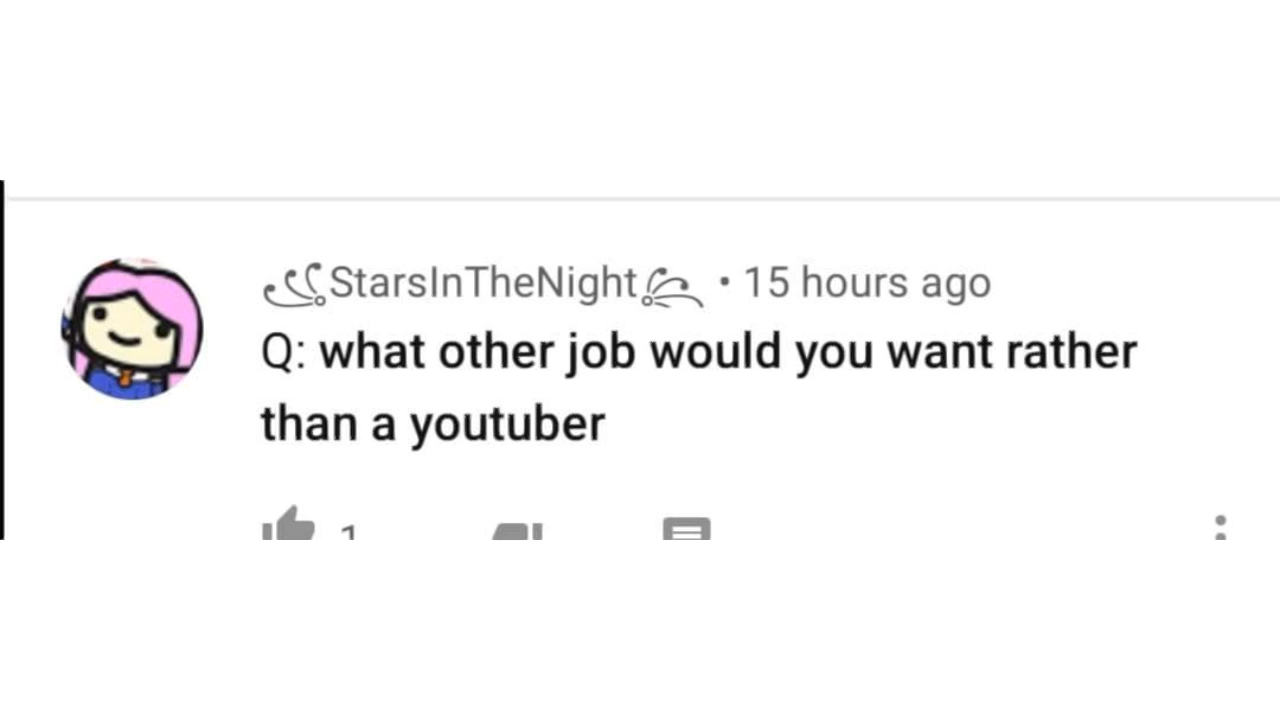 ꧁StarsInTheNight꧂ • 15 hours ago
Q: what other job would you want rather
than a youtuber
1